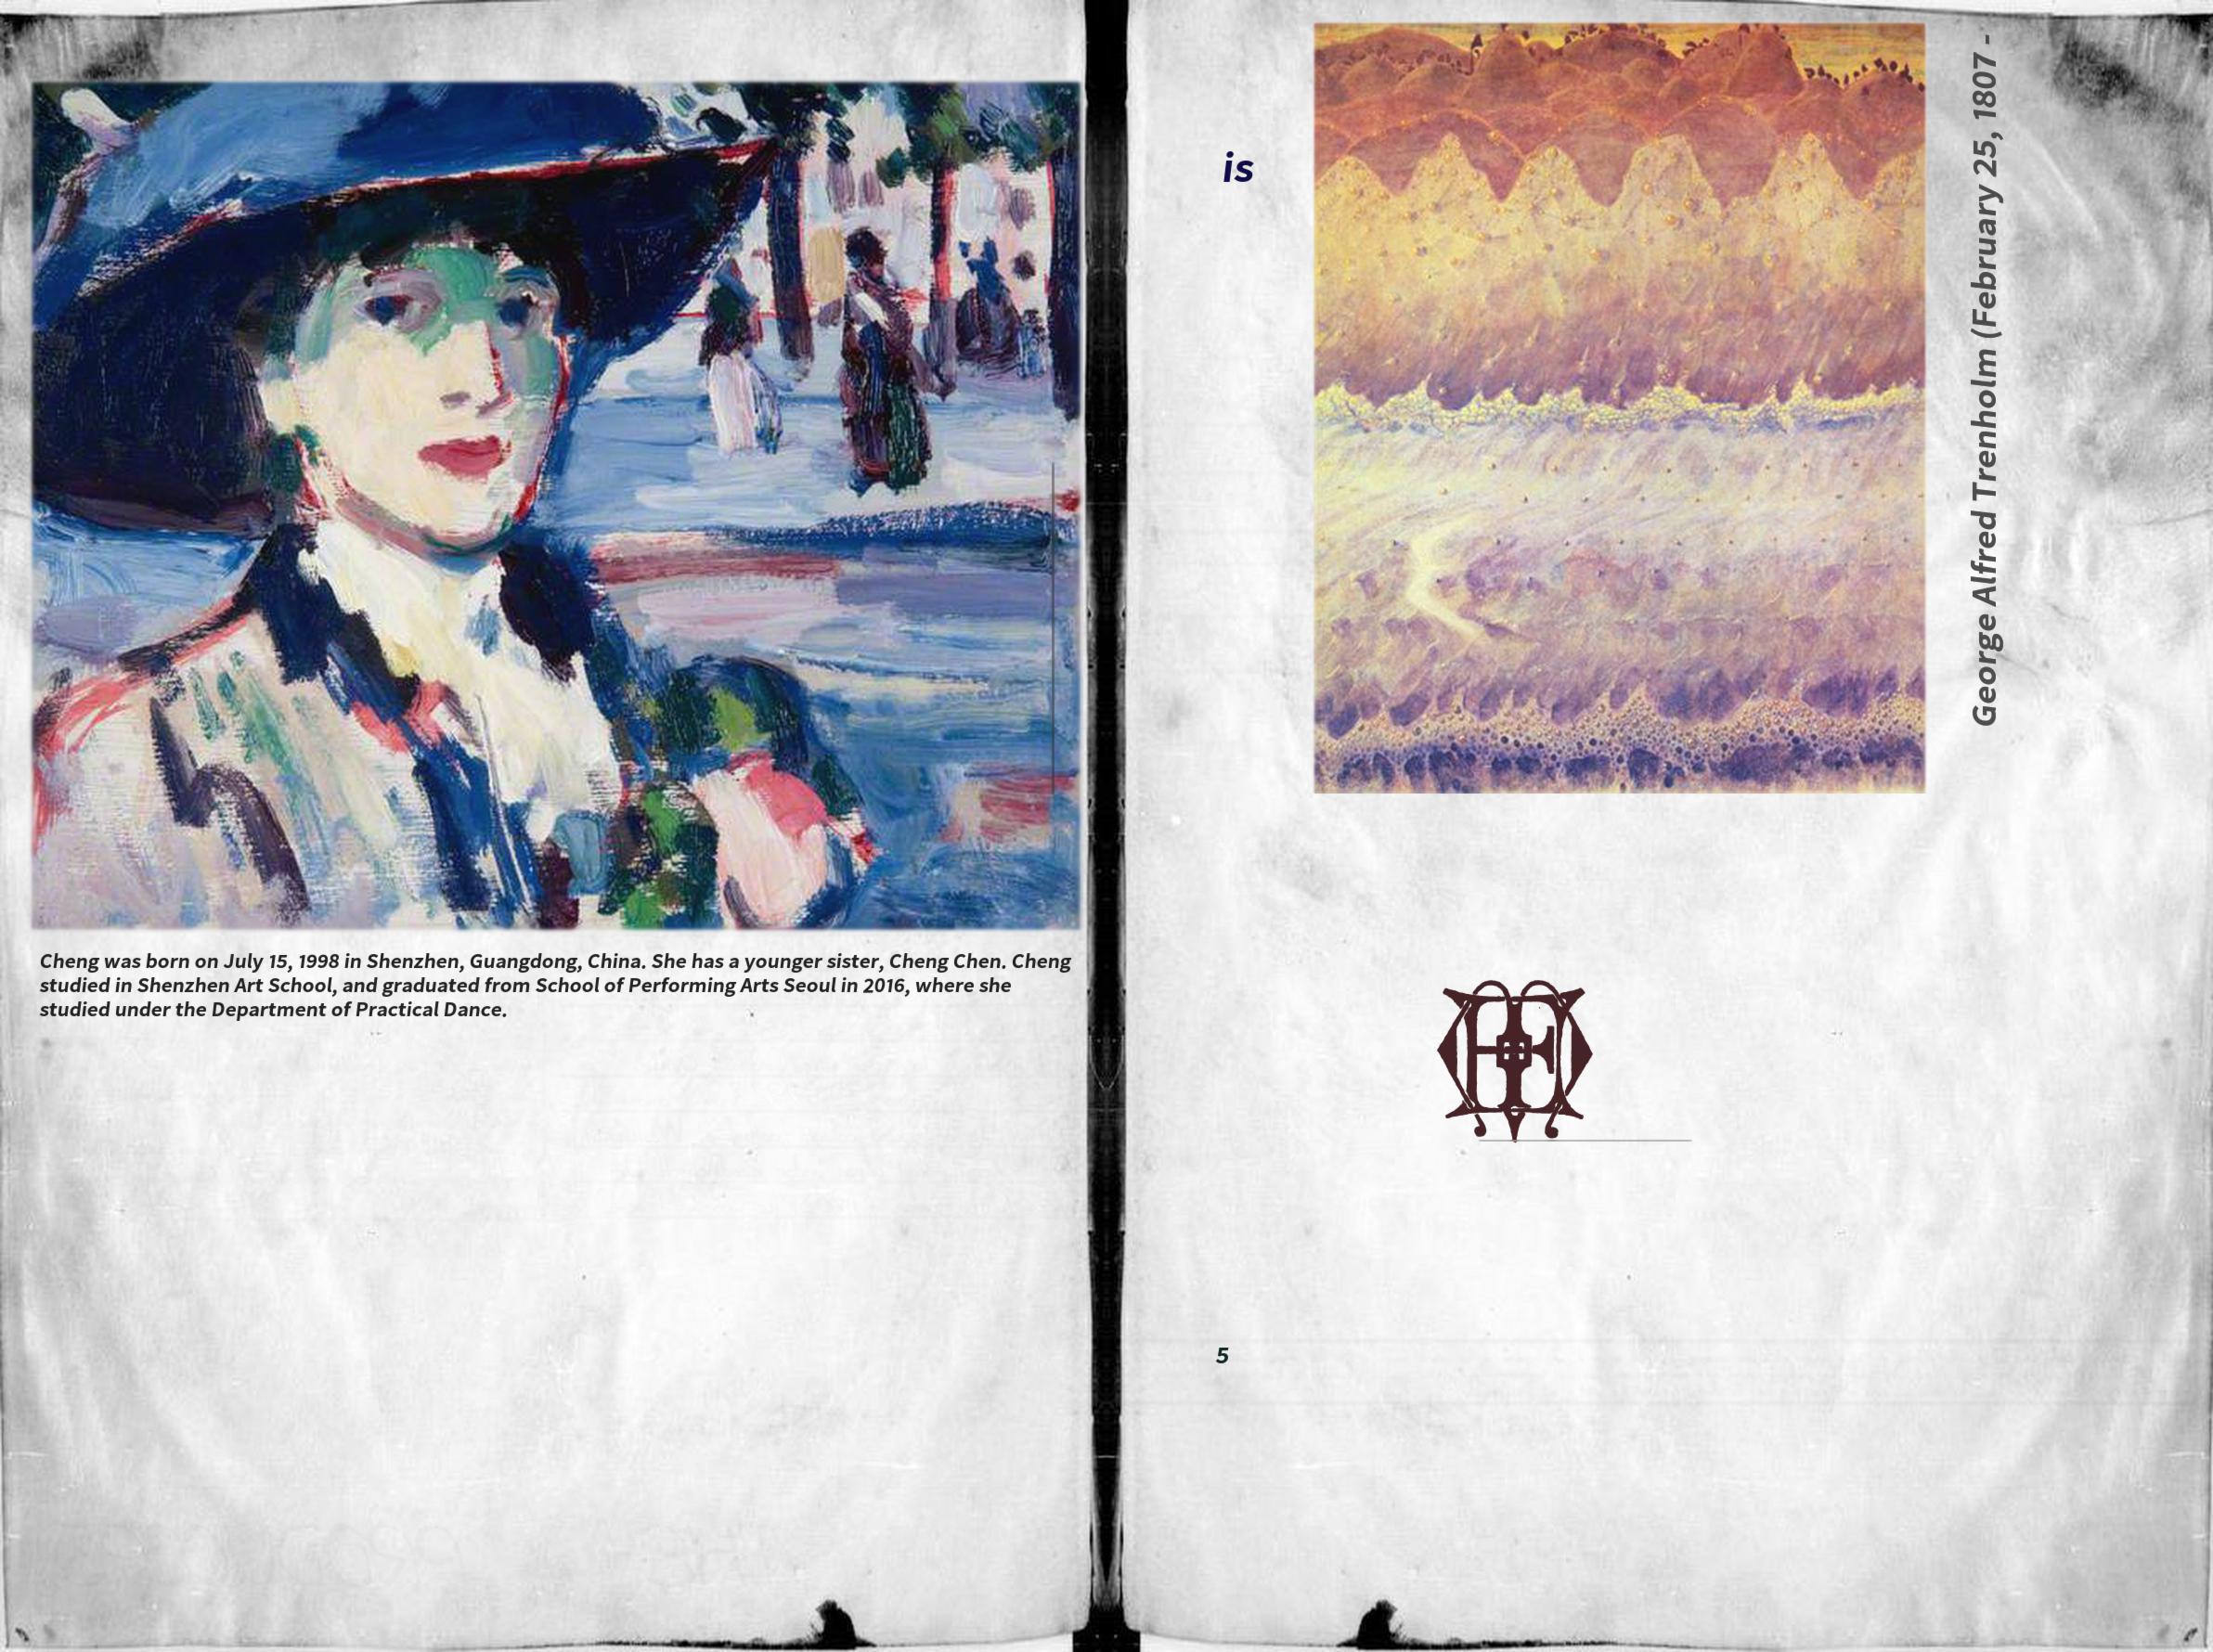 Cheng was born on July 15, 1998 in Shenzhen, Guangdong, China. She has a younger sister, Cheng Chen. Cheng
studied in Shenzhen Art School, and graduated from School of Performing Arts Seoul in 2016, where she
studied under the Department of Practical Dance.
is
George Alfred Trenholm (February 25, 1807 -
5